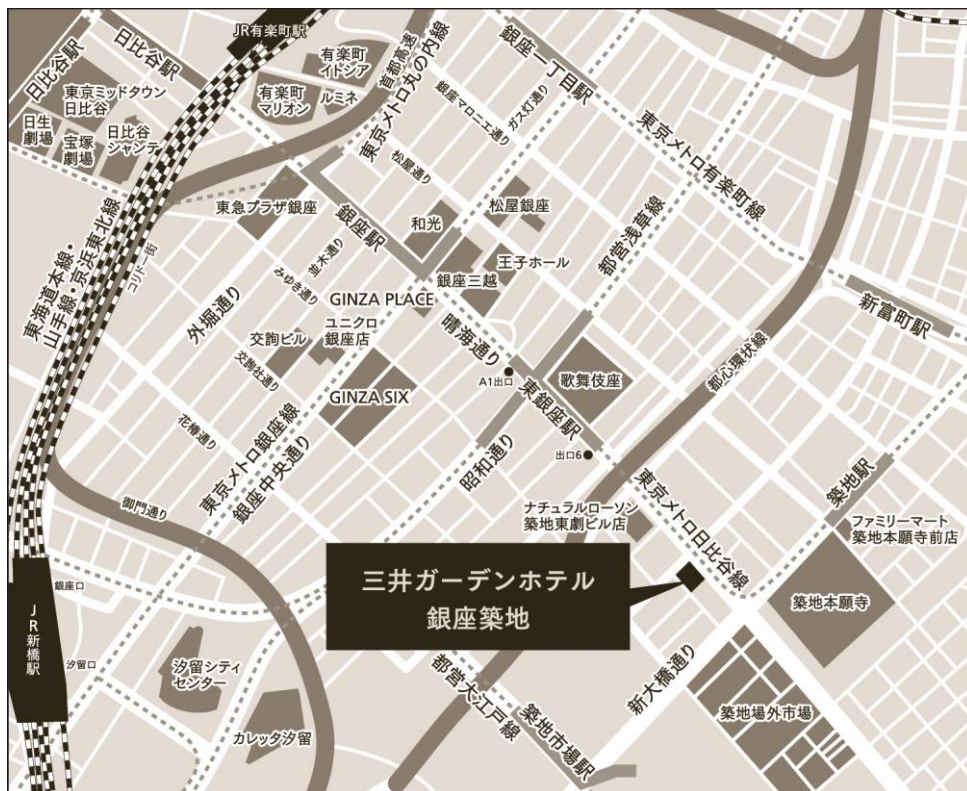 JR有楽町駅
日比谷駅
日比谷駅
東京ミッドタウン
日比谷
日生
劇場
宝塚
劇場
日比谷
シャンテ
有楽町
イトシア
有楽町
マリオン
ルミネ
首都高速
東京メトロ丸の内線
銀座一丁目駅
銀座マロニエ通り
ガス灯通り
松屋通り
東京メトロ有楽町線
東急プラザ銀座
銀座駅
和光
松屋銀座
都営浅草線
王子ホール
銀座三越
並木通り
みゆき通り
コリドー街
東海道本線・
山手線・京浜東北線
外堀通り
GINZA PLACE
晴海通り
新富町駅
交詢ビル
ユニクロ
銀座店
交詢社通り
GINZA SIX
A1出口
歌舞伎座
東銀座駅
都心環状線
花椿通り
東京メトロ銀座線
銀座中央通り
昭和通り
出口6
御門通り
ナチュラルローソン
築地東劇ビル店
東京メトロ日比谷線
築地駅
ファミリーマート
築地本願寺前店
三井ガーデンホテル
銀座築地
銀座口
JR新橋駅
汐留口
築地本願寺
汐留シティ
センター
カレッタ汐留
都営大江戸線
築地市場駅
新大橋通り
築地場外市場